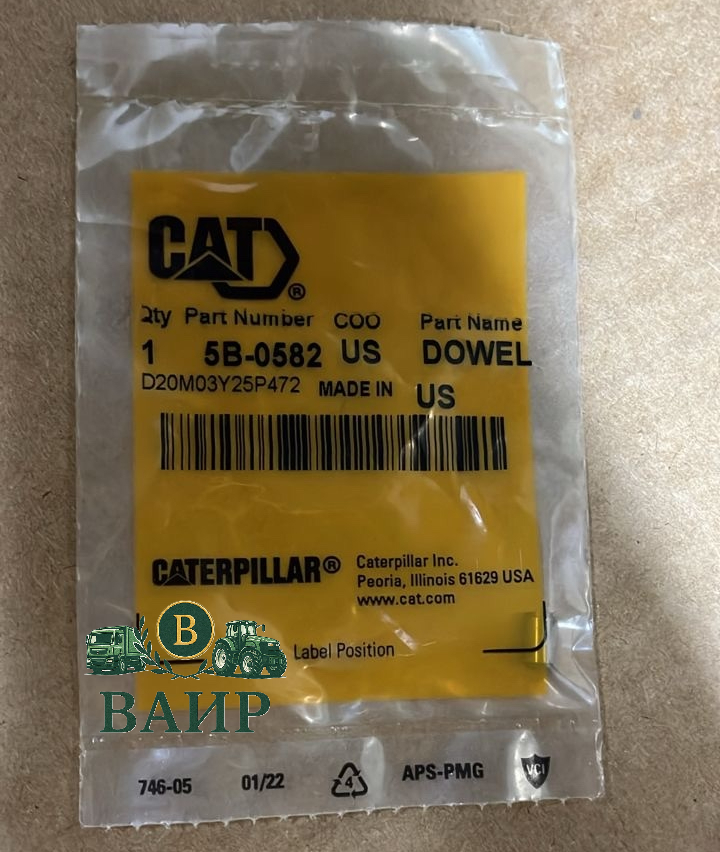 CAT®
Qty Part Number COO Part Name
1 5B-0582 US DOWEL
D20M03Y25P472 MADE IN US
CATERPILLAR® Caterpillar Inc.
Peoria, Illinois 61629 USA
www.cat.com
Label Position
В
ВАИР
746-05 01/22 4 APS-PMG VCI